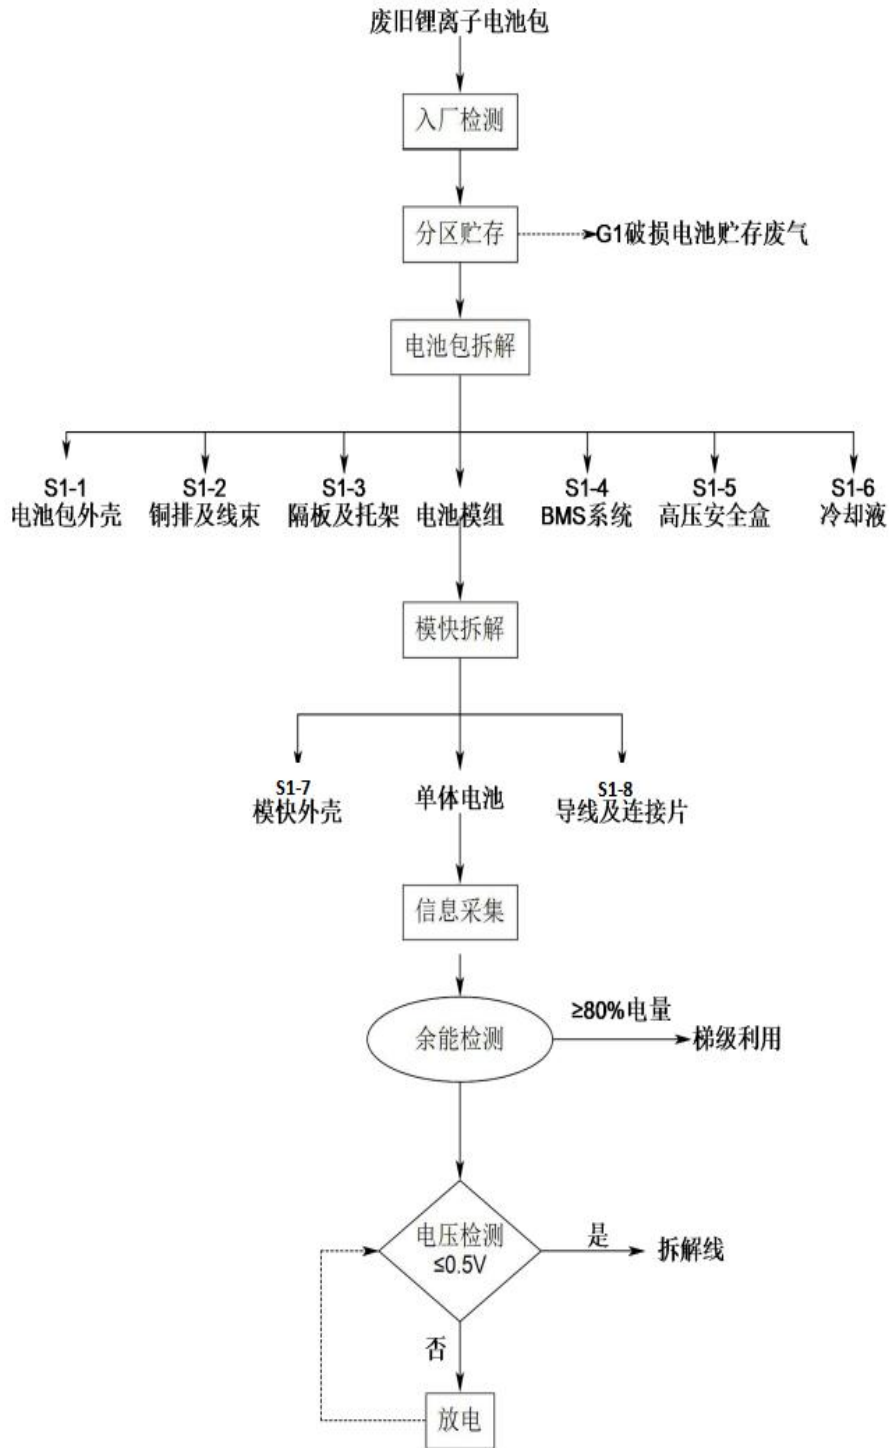 废旧锂离子电池包
入厂检测
分区贮存
G1破损电池贮存废气
电池包拆解
S1-1
电池包外壳
S1-2
铜排及线束
S1-3
隔板及托架
电池模组
S1-4
BMS系统
S1-5
高压安全盒
S1-6
冷却液
模快拆解
S1-7
模快外壳
单体电池
S1-8
导线及连接片
信息采集
余能检测
≥80%电量
梯级利用
电压检测
≤0.5V
是
拆解线
否
放电